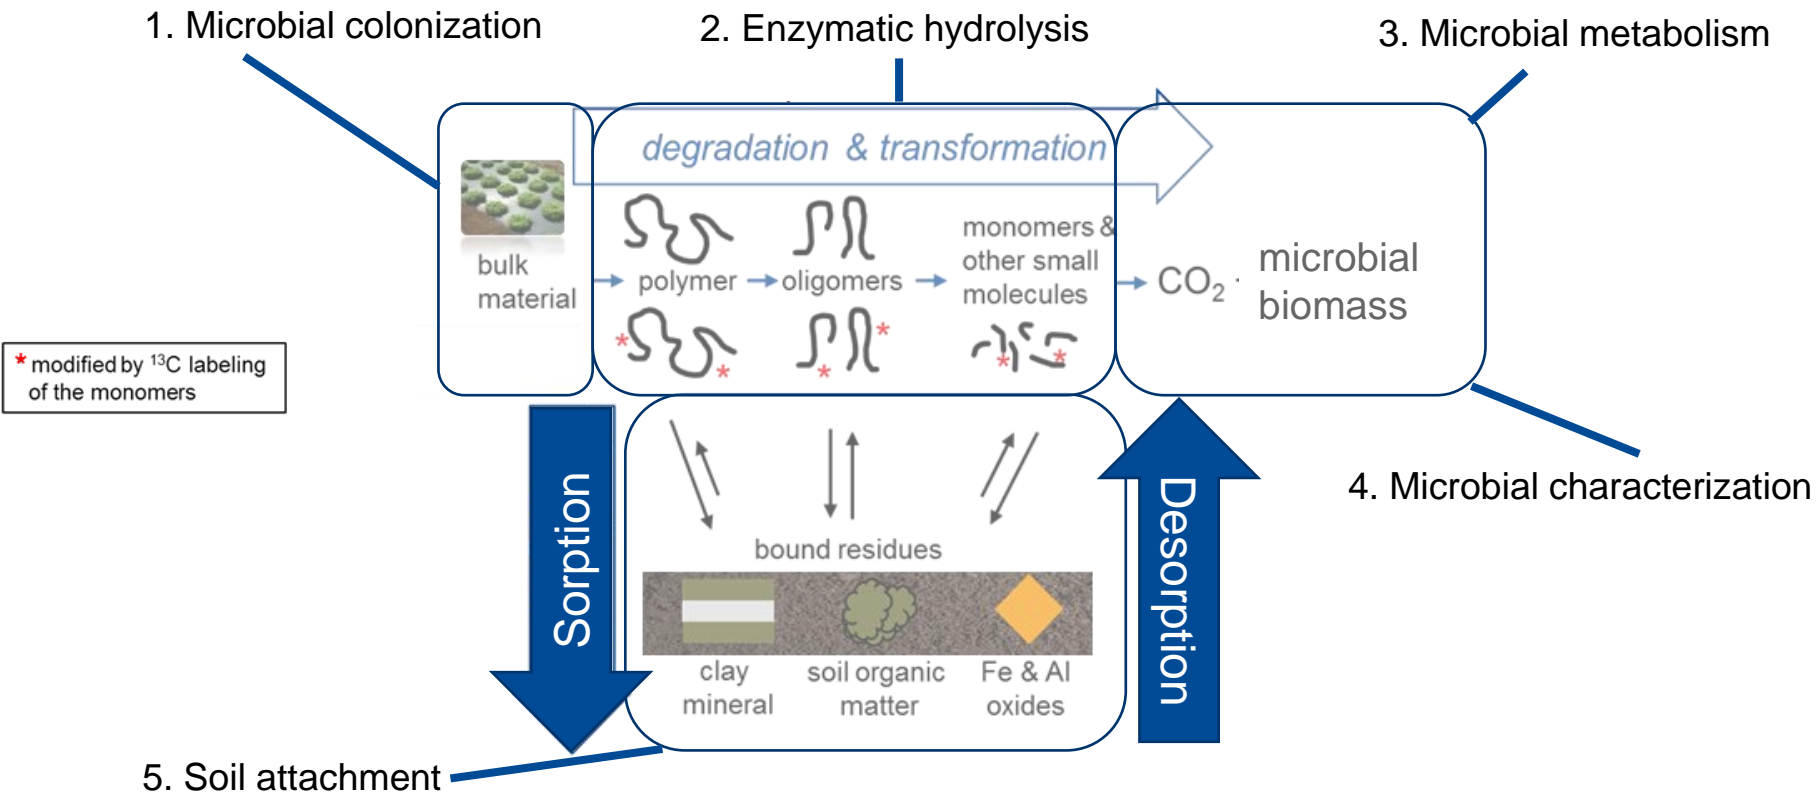 1. Microbial colonization
2. Enzymatic hydrolysis
3. Microbial metabolism
degradation & transformation
bulk
material
polymer
oligomers
monomers &
other small
molecules
CO₂
microbial
biomass
* modified by ¹³C labeling
of the monomers
*
*
*
*
*
*
Sorption
Desorption
4. Microbial characterization
bound residues
clay
mineral
soil organic
matter
Fe & Al
oxides
5. Soil attachment